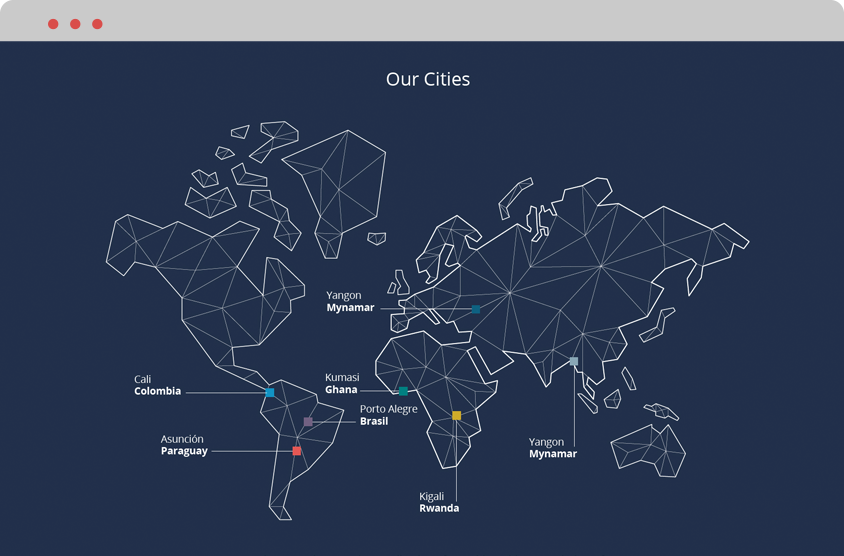 Our Cities
Yangon
Mynamar
Cali
Colombia
Kumasi
Ghana
Porto Alegre
Brasil
Asunción
Paraguay
Yangon
Mynamar
Kigali
Rwanda